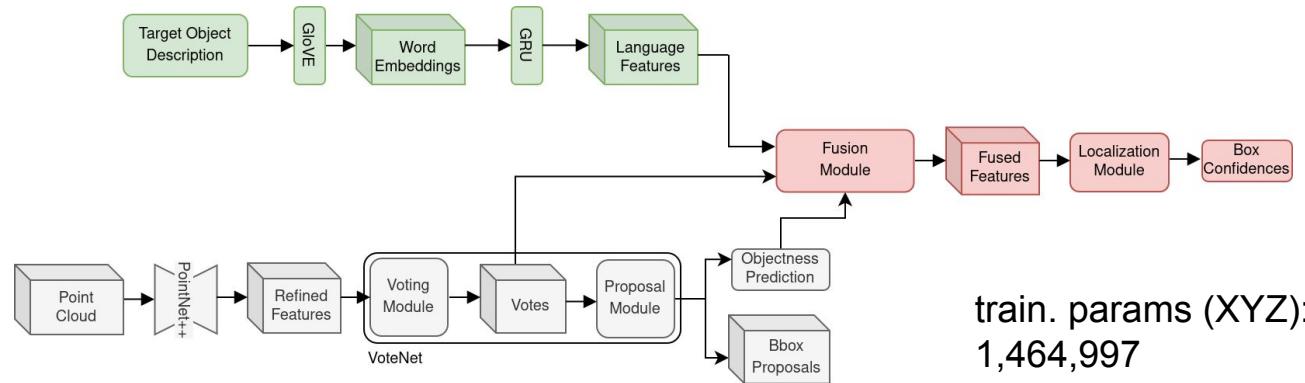 Target Object
Description
GloVE
Word
Embeddings
GRU
Language
Features
Fusion
Module
Fused
Features
Localization
Module
Box
Confidences
Point
Cloud
PointNet++
Refined
Features
Voting
Module
Votes
Proposal
Module
VoteNet
Objectness
Prediction
Bbox
Proposals
train. params (XYZ):
1,464,997